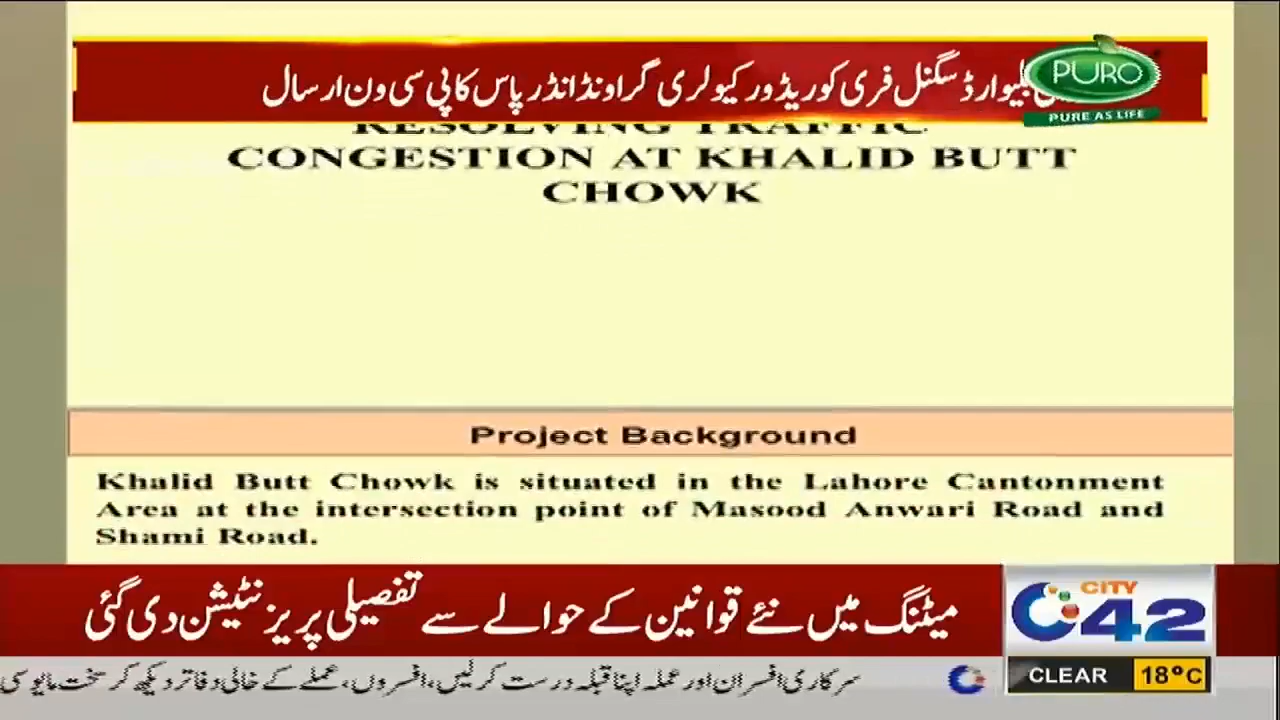 بلیوارڈ سگنل فری کوریڈور کیولری گراونڈ انڈر پاس کا پی سی ون ارسال
PURO
PURE AS LIFE
RESOLVING TRAFFIC
CONGESTION AT KHALID BUTT
CHOWK
Project Background
Khalid Butt Chowk is situated in the Lahore Cantonment
Area at the intersection point of Masood Anwari Road and
Shami Road.
میٹنگ میں نئے قوانین کے حوالے سے تفصیلی پریزنٹیشن دی گئی
CITY
42
سرکاری افسران اور عملہ اپنا قبلہ درست کرلیں، افسروں، عملے کے خالی دفاتر دیکھ کر سخت مایوسی
CLEAR 18°C